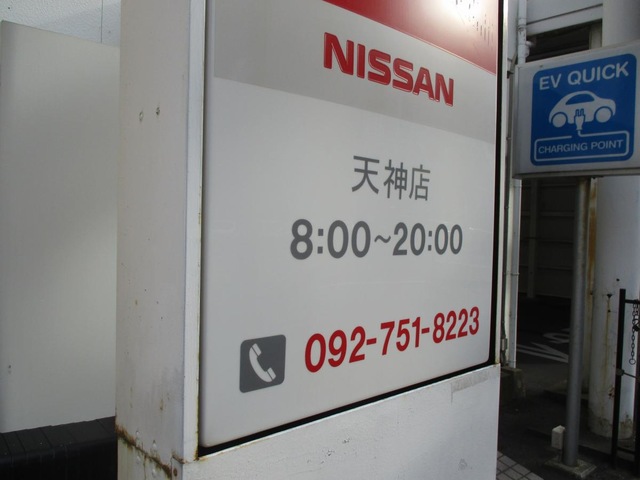 NISSAN
天神店
8:00~20:00
092-751-8223
EV QUICK
CHARGING POINT